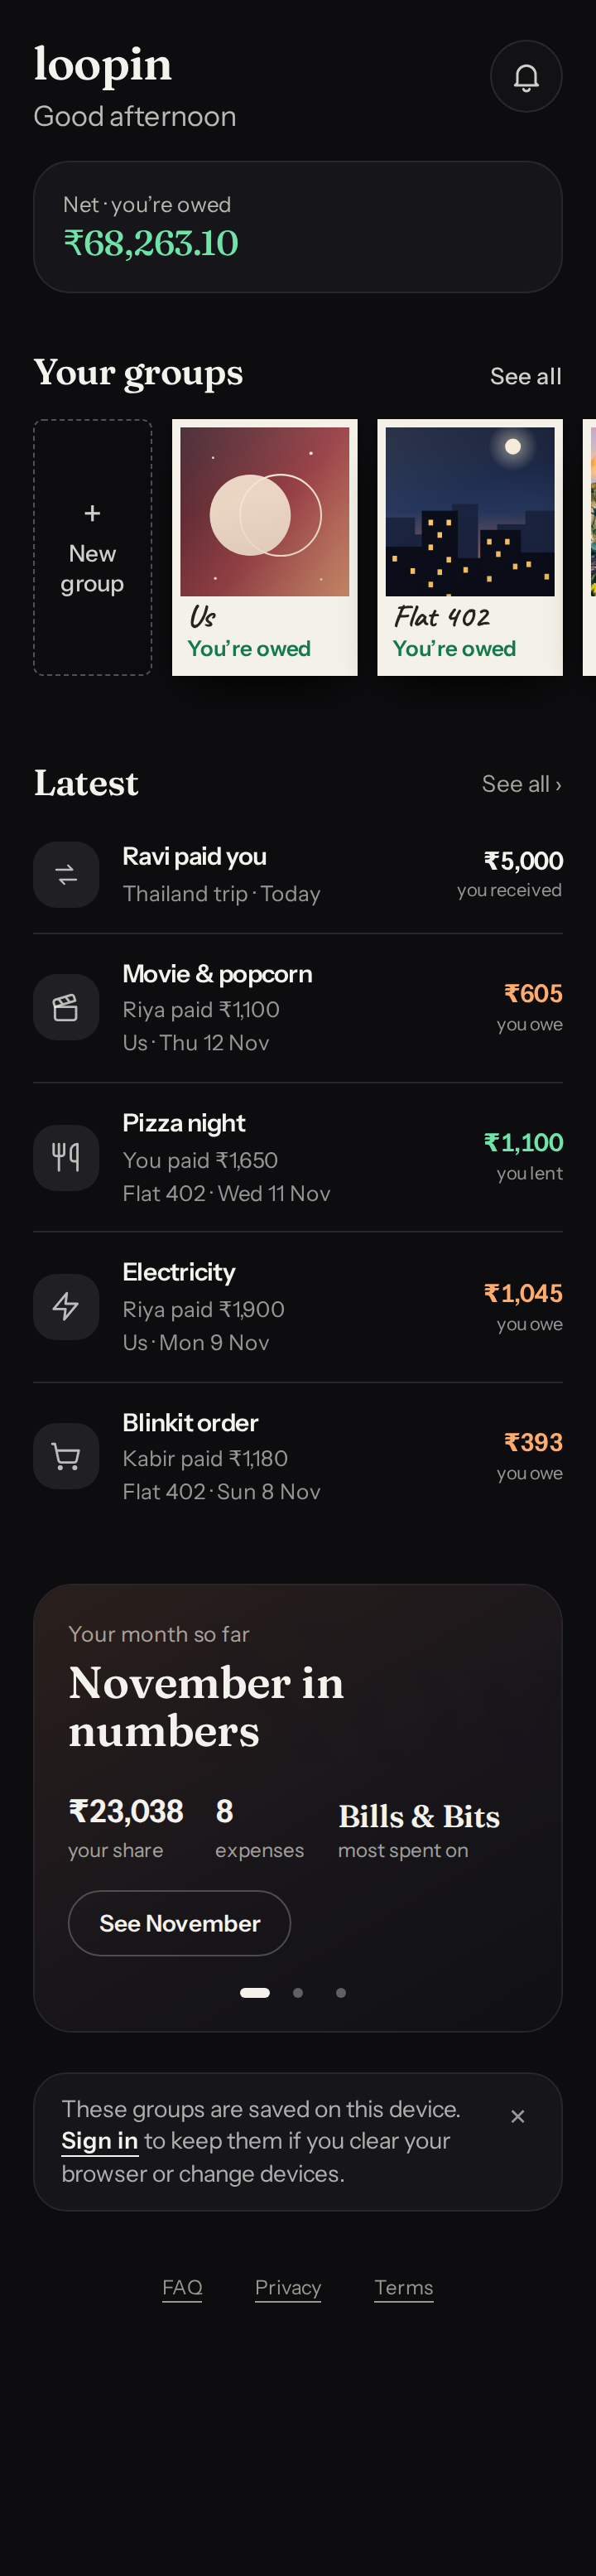 loopin
Good afternoon
Net · you’re owed
₹68,263.10
Your groups
See all
+
New
group
Us
You’re owed
Flat 402
You’re owed
Latest
See all ›
Ravi paid you
Thailand trip · Today
₹5,000
you received
Movie & popcorn
Riya paid ₹1,100
Us · Thu 12 Nov
₹605
you owe
Pizza night
You paid ₹1,650
Flat 402 · Wed 11 Nov
₹1,100
you lent
Electricity
Riya paid ₹1,900
Us · Mon 9 Nov
₹1,045
you owe
Blinkit order
Kabir paid ₹1,180
Flat 402 · Sun 8 Nov
₹393
you owe
Your month so far
November in
numbers
₹23,038
your share
8
expenses
Bills & Bits
most spent on
See November
These groups are saved on this device.
Sign in to keep them if you clear your
browser or change devices.
×
FAQ
Privacy
Terms